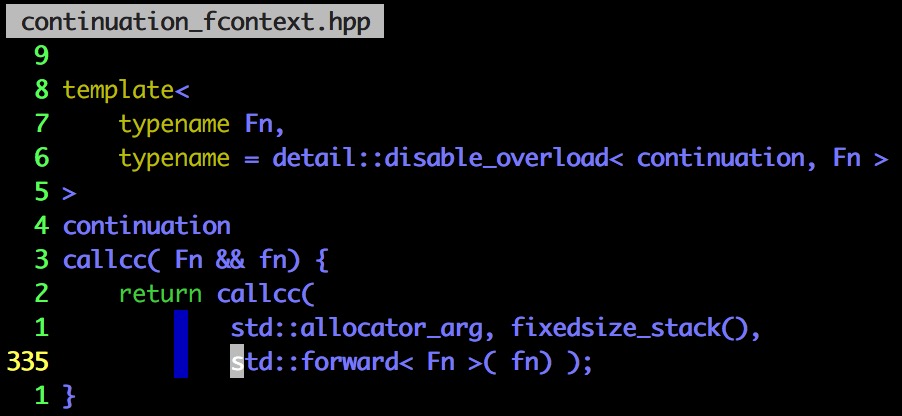 continuation_fcontext.hpp
9
8 template<
7     typename Fn,
6     typename = detail::disable_overload< continuation, Fn >
5 >
4 continuation
3 callcc( Fn && fn) {
2     return callcc(
1             std::allocator_arg, fixedsize_stack(),
335             std::forward< Fn >( fn) );
1 }